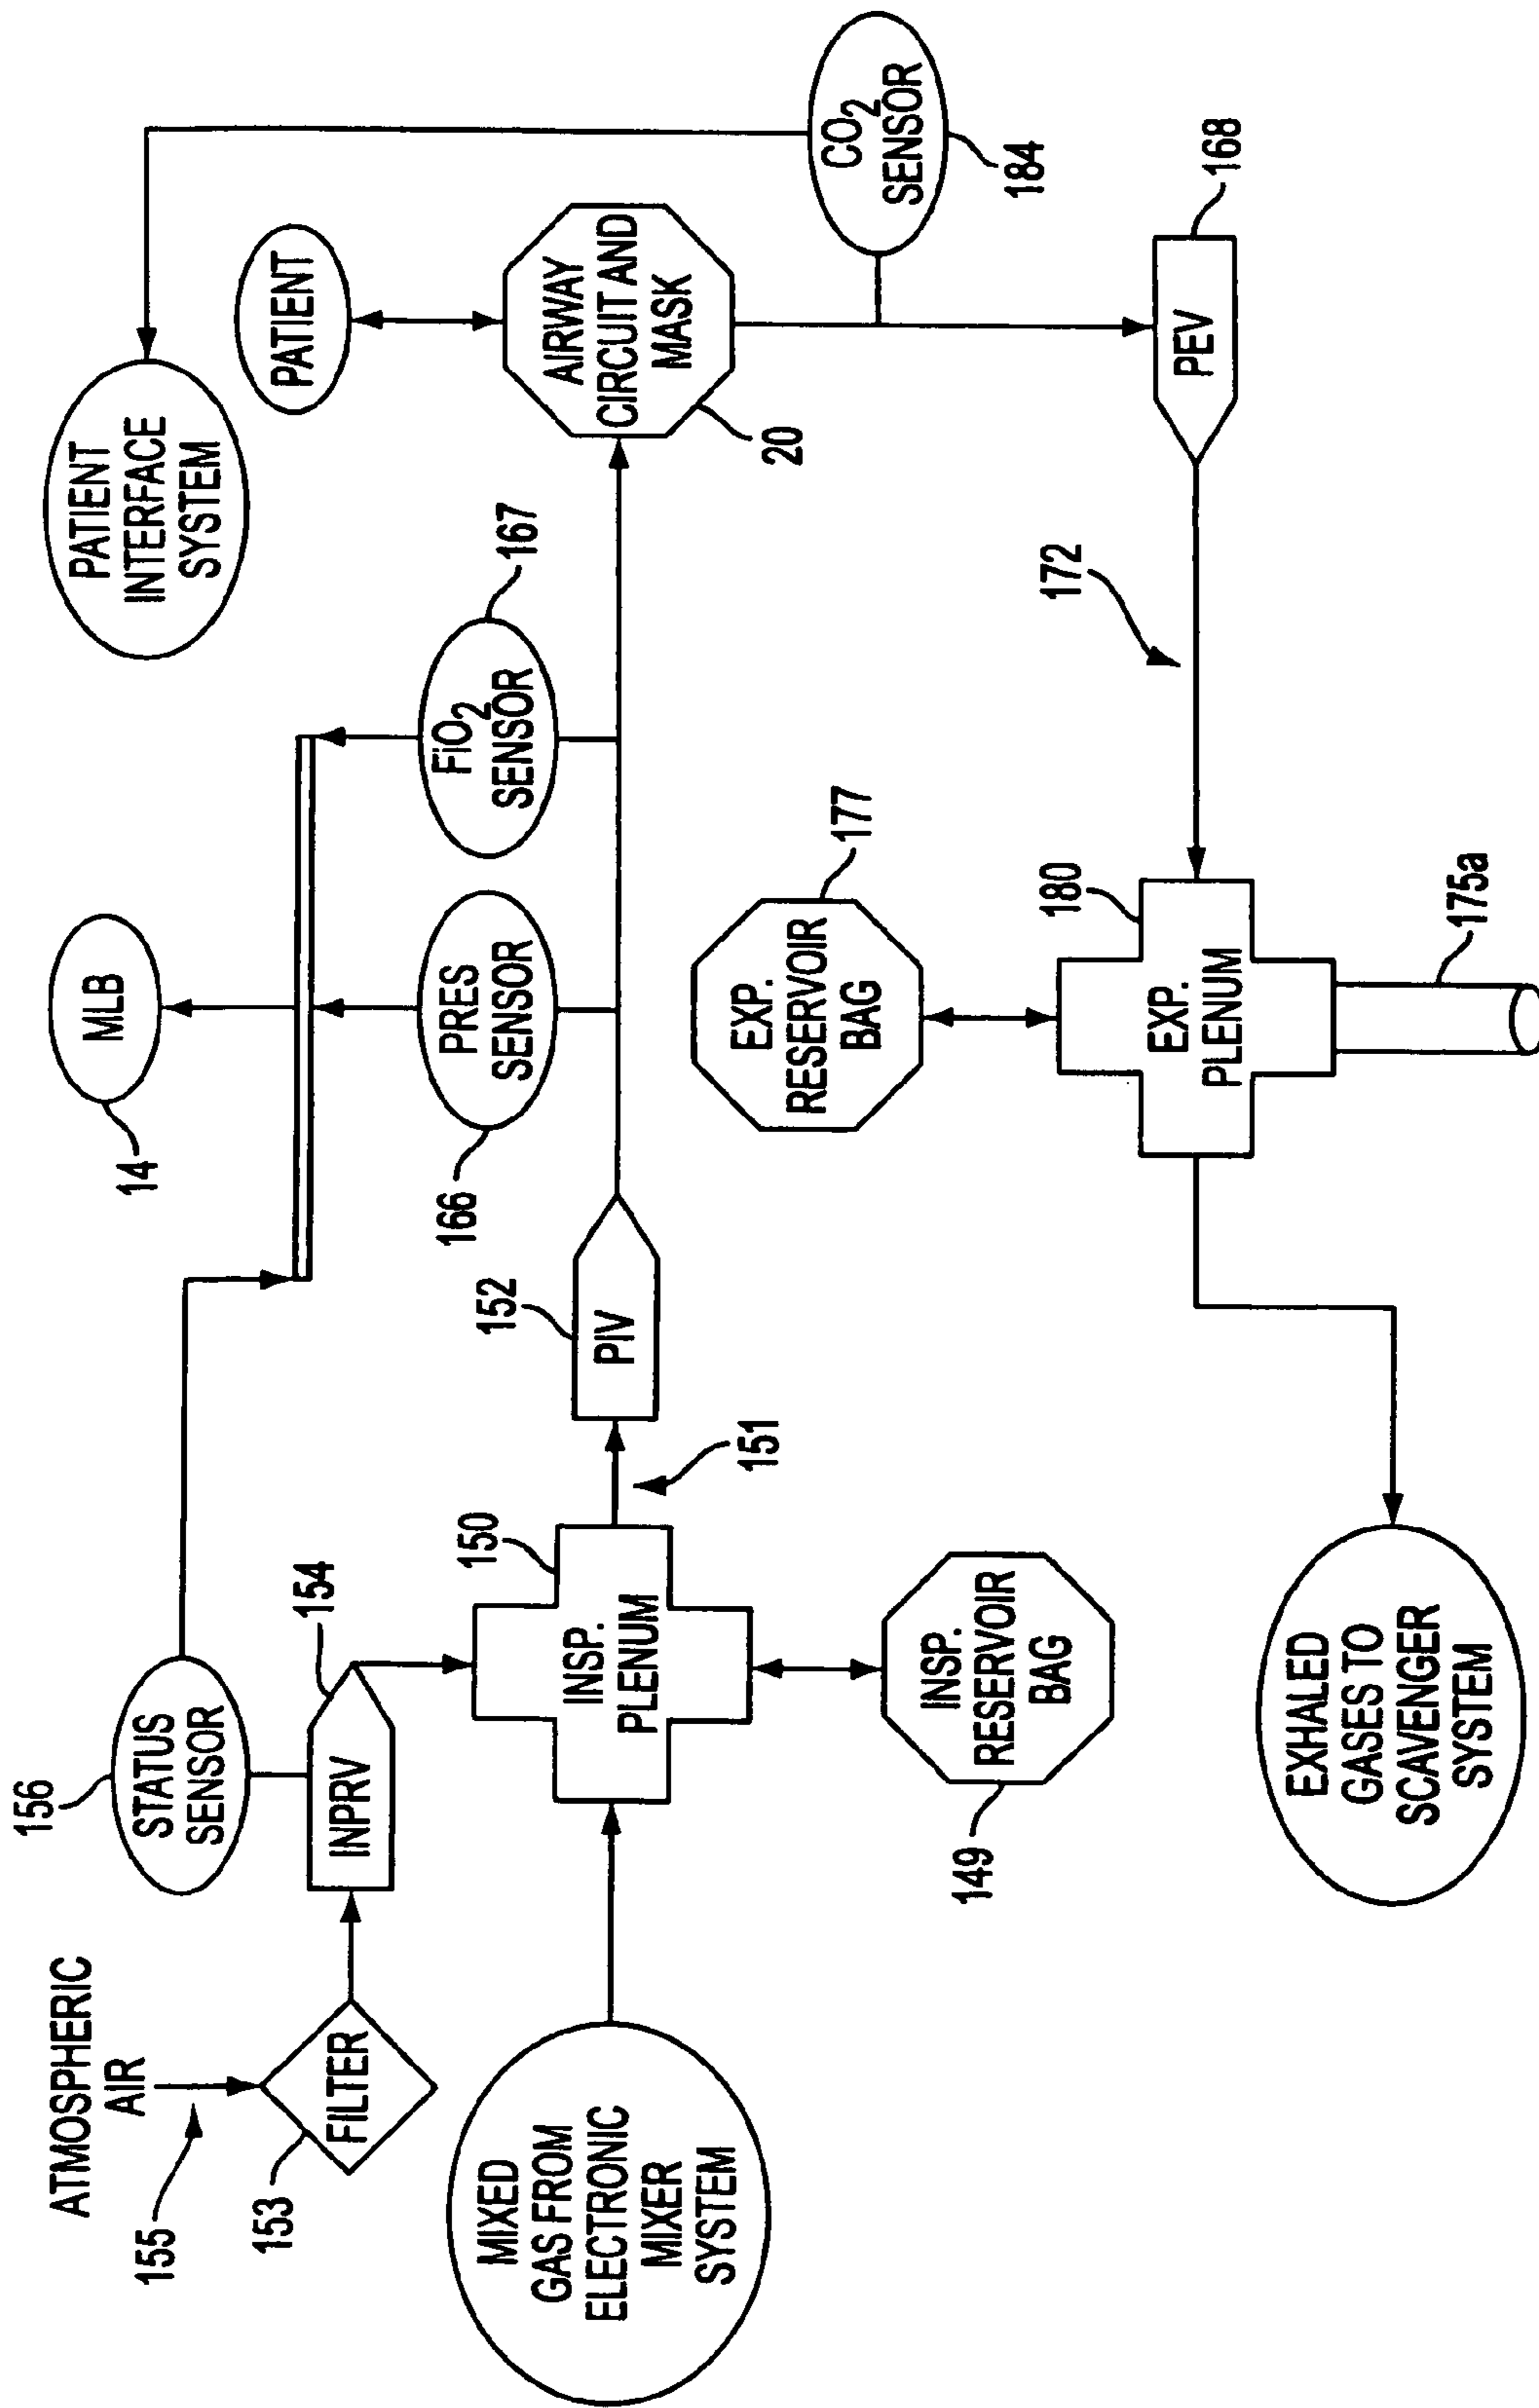 ATMOSPHERIC
AIR
155
153
FILTER
156
STATUS
SENSOR
INPRV
154
MIXED
GAS FROM
ELECTRONIC
MIXER
SYSTEM
INSP.
PLENUM
150
INSP.
RESERVOIR
BAG
149
151
PIV
152
14
MLB
PRES
SENSOR
166
FiO2
SENSOR
167
PATIENT
INTERFACE
SYSTEM
PATIENT
AIRWAY
CIRCUIT AND
MASK
20
CO2
SENSOR
184
PEV
168
172
EXP.
RESERVOIR
BAG
177
EXP.
PLENUM
180
175a
EXHALED
GASES TO
SCAVENGER
SYSTEM